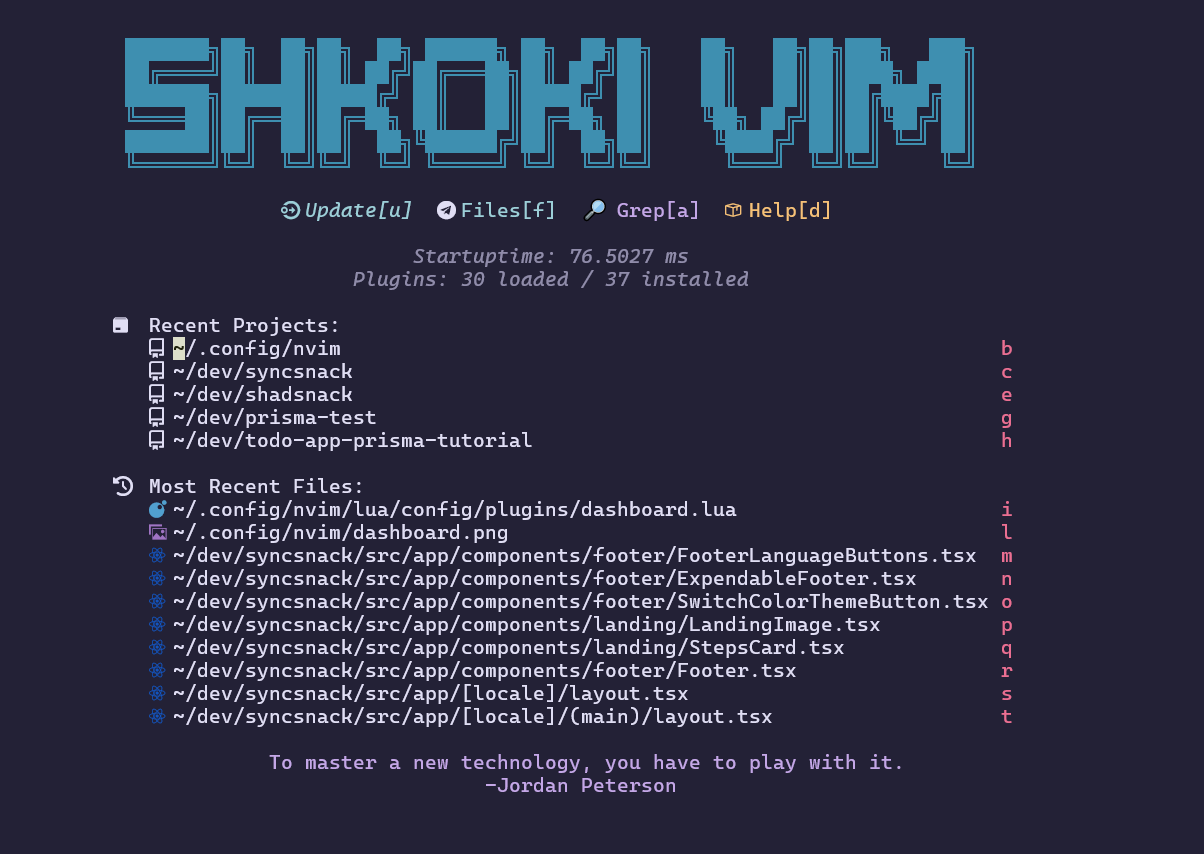 SHKOKI VIM
Update[u] Files[f] Grep[a] Help[d]
Startuptime: 76.5027 ms
Plugins: 30 loaded / 37 installed
Recent Projects:
~/.config/nvim b
~/dev/syncsnack c
~/dev/shadsnack e
~/dev/prisma-test g
~/dev/todo-app-prisma-tutorial h
Most Recent Files:
~/.config/nvim/lua/config/plugins/dashboard.lua i
~/.config/nvim/dashboard.png l
~/dev/syncsnack/src/app/components/footer/FooterLanguageButtons.tsx m
~/dev/syncsnack/src/app/components/footer/ExpendableFooter.tsx n
~/dev/syncsnack/src/app/components/footer/SwitchColorThemeButton.tsx o
~/dev/syncsnack/src/app/components/landing/LandingImage.tsx p
~/dev/syncsnack/src/app/components/landing/StepsCard.tsx q
~/dev/syncsnack/src/app/components/footer/Footer.tsx r
~/dev/syncsnack/src/app/[locale]/layout.tsx s
~/dev/syncsnack/src/app/[locale]/(main)/layout.tsx t
To master a new technology, you have to play with it.
-Jordan Peterson